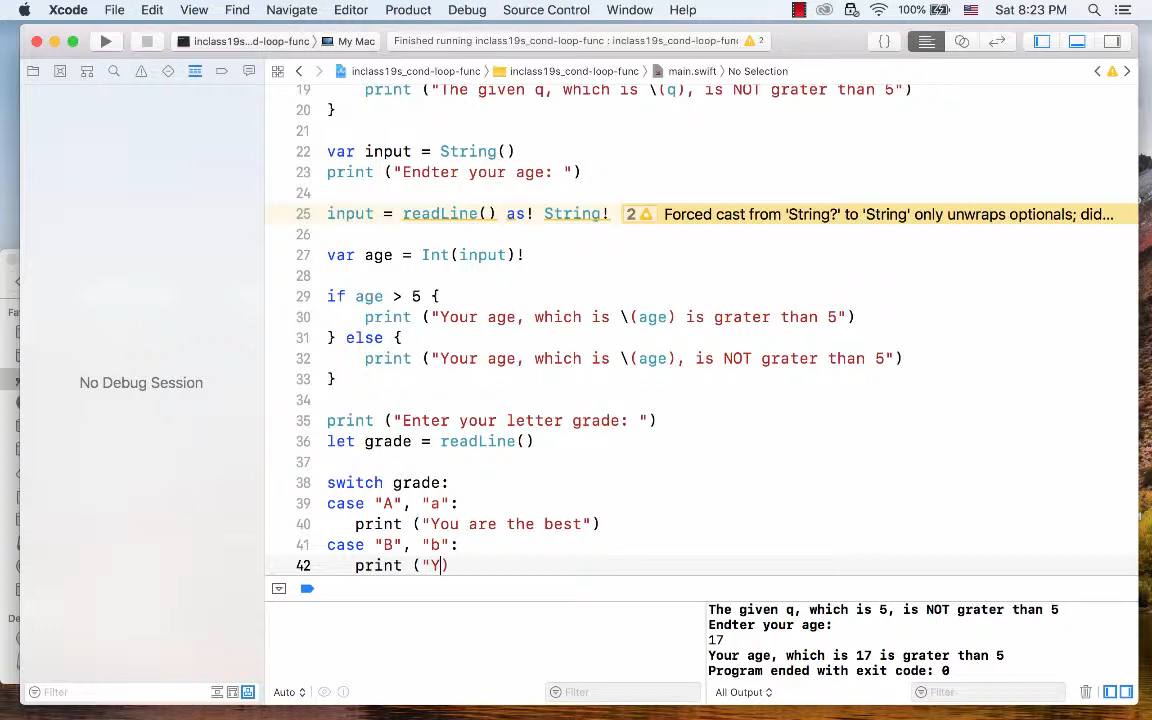 Xcode File Edit View Navigate Editor Product Debug Source Control Window Help 100% Sat 8:23 PM
inclass19s...d-loop-func My Mac Finished running inclass19s_cond-loop-func : inclass19s_cond-loop-func 2
inclass19s_cond-loop-func inclass19s_cond-loop-func main.swift No Selection
19 print ("The given q, which is \(q), is NOT grater than 5")
20 }
21
22 var input = String()
23 print ("Endter your age: ")
24
25 input = readLine() as! String! 2 Forced cast from 'String?' to 'String' only unwraps optionals; did...
26
27 var age = Int(input)!
28
29 if age > 5 {
30 print ("Your age, which is \(age) is grater than 5")
31 } else {
32 print ("Your age, which is \(age), is NOT grater than 5")
33 }
34
35 print ("Enter your letter grade: ")
36 let grade = readLine()
37
38 switch grade:
39 case "A", "a":
40 print ("You are the best")
41 case "B", "b":
42 print ("Y)
No Debug Session
The given q, which is 5, is NOT grater than 5
Endter your age:
17
Your age, which is 17 is grater than 5
Program ended with exit code: 0
Filter Auto Filter All Output Filter